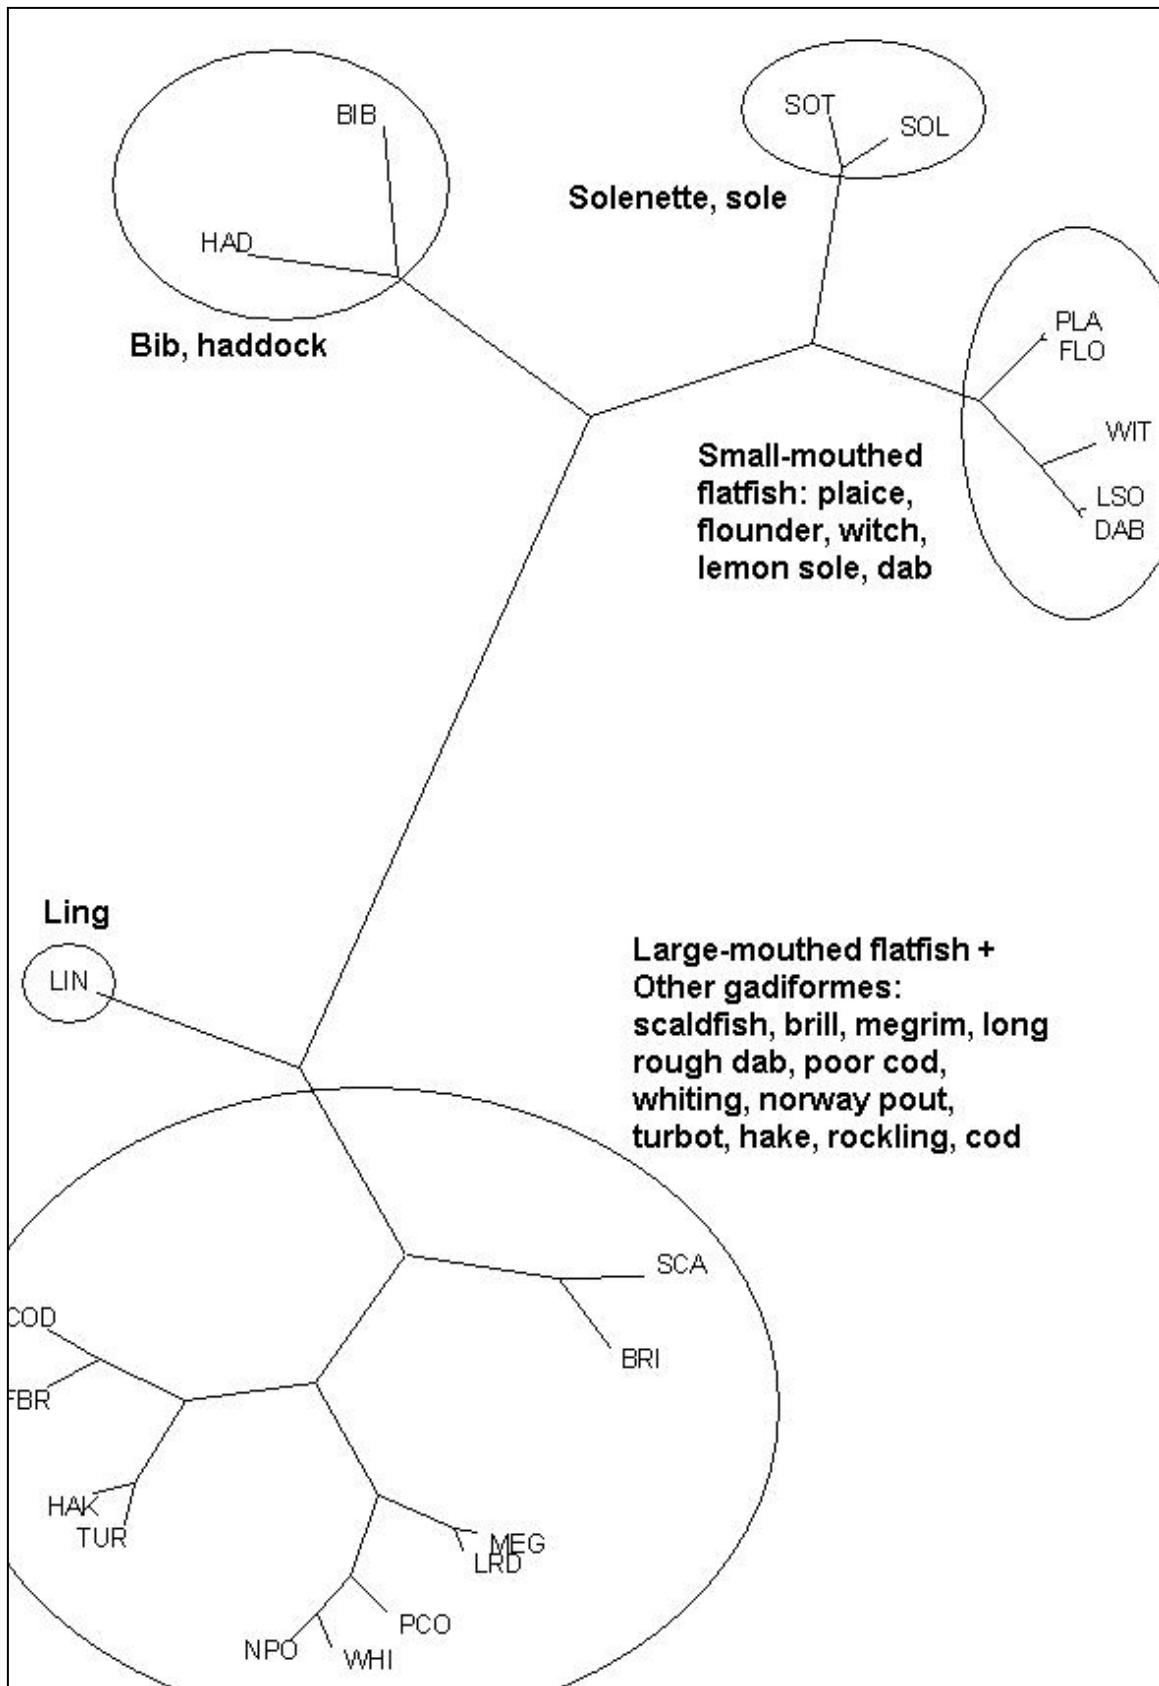 BIB
SOT
SOL
Solenette, sole
HAD
Bib, haddock
PLA
FLO
WIT
LSO
DAB
Small-mouthed
flatfish: plaice,
flounder, witch,
lemon sole, dab
Ling
LIN
Large-mouthed flatfish +
Other gadiformes:
scaldfish, brill, megrim, long
rough dab, poor cod,
whiting, norway pout,
turbot, hake, rockling, cod
SCA
BRI
COD
FBR
HAK
TUR
MEG
LRD
PCO
NPO
WHI